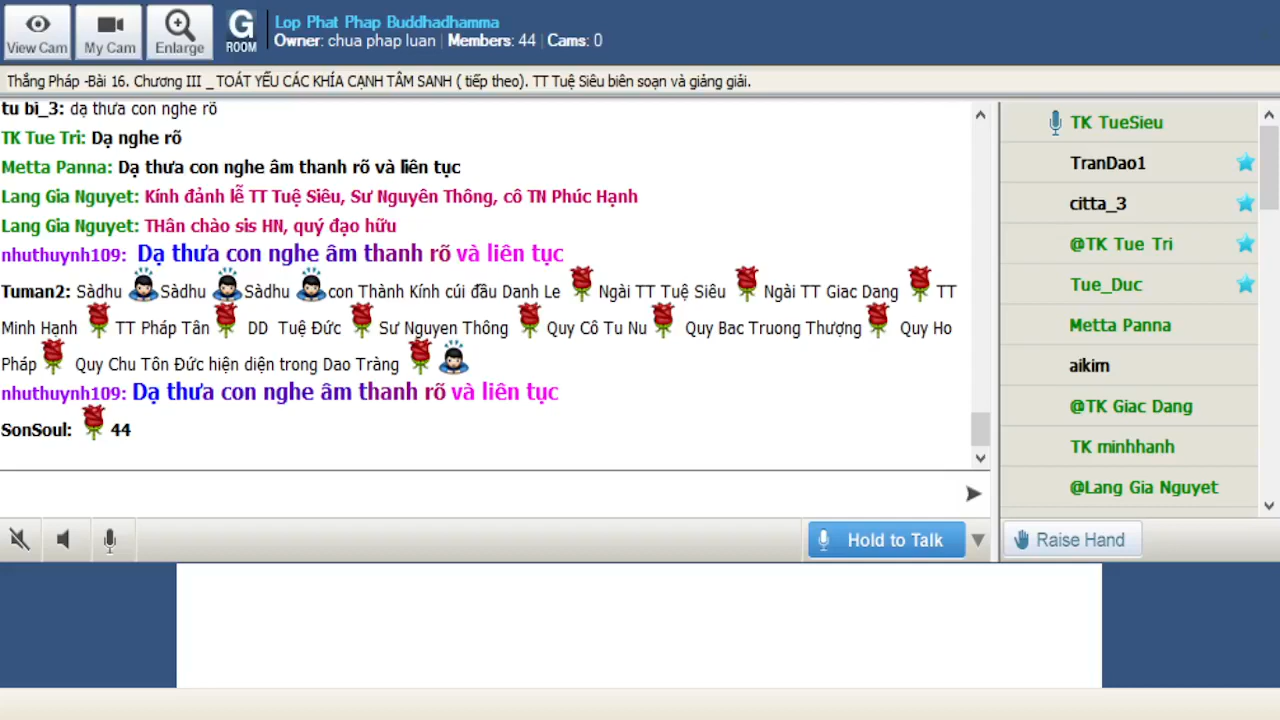 View Cam
My Cam
Enlarge
G
ROOM
Lop Phat Phap Buddhadhamma
Owner: chua phap luan | Members: 44 | Cams: 0
Thắng Pháp -Bài 16. Chương III _ TOÁT YẾU CÁC KHÍA CẠNH TÂM SANH ( tiếp theo). TT Tuệ Siêu biên soạn và giảng giải.
tu bi_3: dạ thưa con nghe rõ
TK Tue Tri: Dạ nghe rõ
Metta Panna: Dạ thưa con nghe âm thanh rõ và liên tục
Lang Gia Nguyet: Kính đảnh lễ TT Tuệ Siêu, Sư Nguyên Thông, cô TN Phúc Hạnh
Lang Gia Nguyet: THân chào sis HN, quý đạo hữu
nhuthuynh109: Dạ thưa con nghe âm thanh rõ và liên tục
Tuman2: Sàdhu Sàdhu Sàdhu con Thành Kính cúi đầu Danh Le Ngài TT Tuệ Siêu Ngài TT Giac Dang TT
Minh Hạnh TT Pháp Tân DD Tuệ Đức Sư Nguyen Thông Quy Cô Tu Nu Quy Bac Truong Thượng Quy Ho
Pháp Quy Chu Tôn Đức hiện diện trong Dao Tràng
nhuthuynh109: Dạ thưa con nghe âm thanh rõ và liên tục
SonSoul: 44
TK TueSieu
TranDao1
citta_3
@TK Tue Tri
Tue_Duc
Metta Panna
aikim
@TK Giac Dang
TK minhhanh
@Lang Gia Nguyet
Hold to Talk
Raise Hand